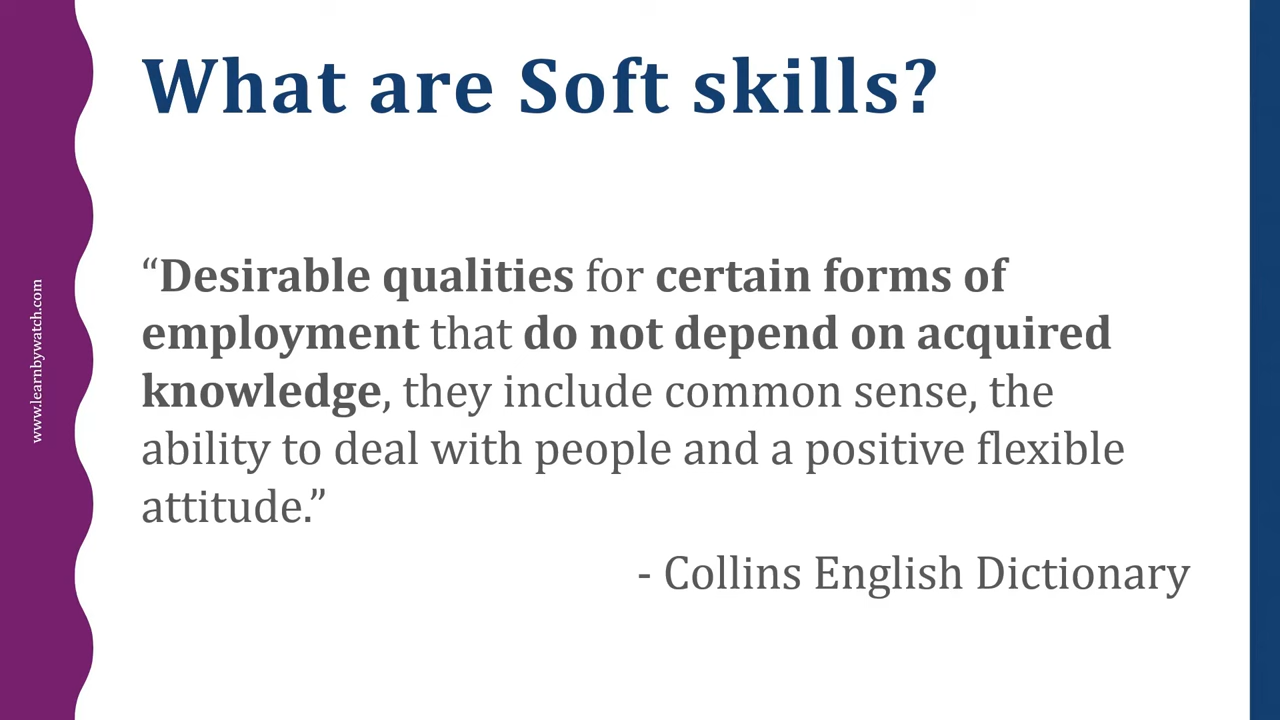 What are Soft skills?
“Desirable qualities for certain forms of
employment that do not depend on acquired
knowledge, they include common sense, the
ability to deal with people and a positive flexible
attitude.”
- Collins English Dictionary
www.learnbywatch.com